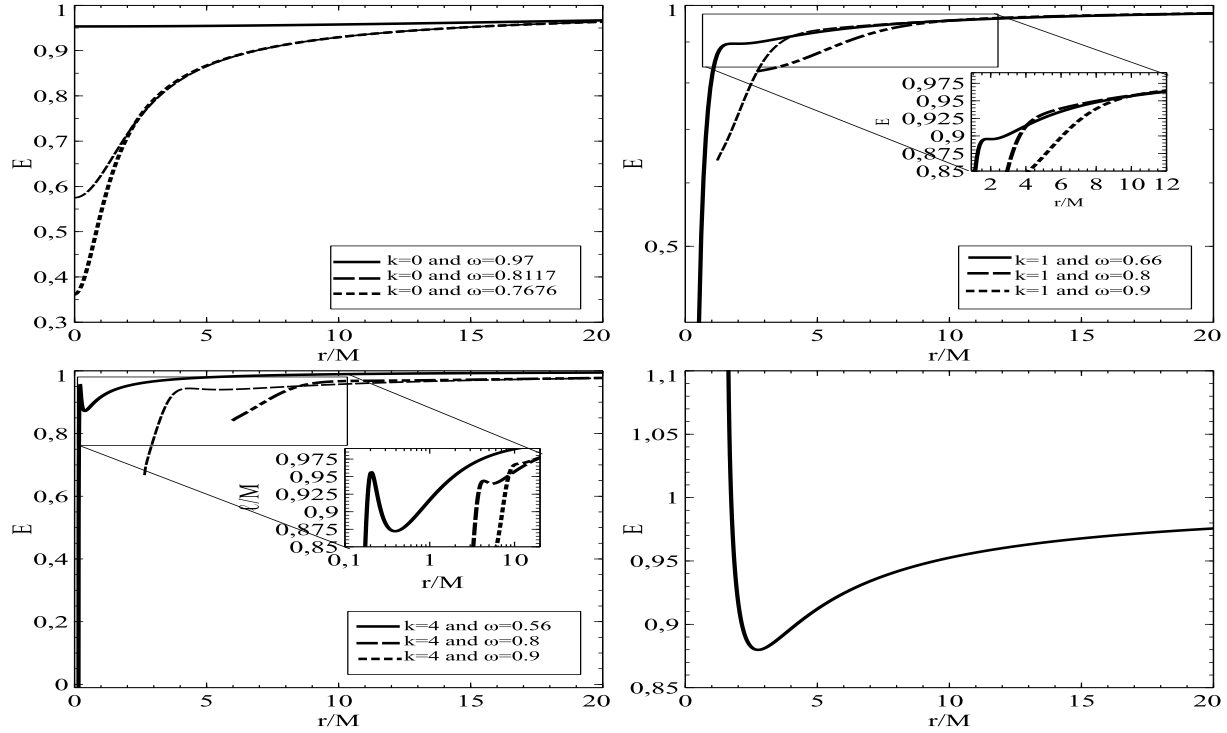 1
0,9
0,8
0,7
0,6
0,5
0,4
0,3
E
0 5 10 15 20
r/M
k=0 and ω=0.97
k=0 and ω=0.8117
k=0 and ω=0.7676
1
0,5
E
0 5 10 15 20
r/M
0,975
0,95
0,925
0,9
0,875
0,85
E
2 4 6 8 10 12
r/M
k=1 and ω=0.66
k=1 and ω=0.8
k=1 and ω=0.9
1
0,8
0,6
0,4
0,2
0
E
0 5 10 15 20
r/M
0,975
0,95
0,925
0,9
0,875
0,85
0,1 1 10
r/M
k=4 and ω=0.56
k=4 and ω=0.8
k=4 and ω=0.9
1,1
1,05
1
0,95
0,9
0,85
E
0 5 10 15 20
r/M